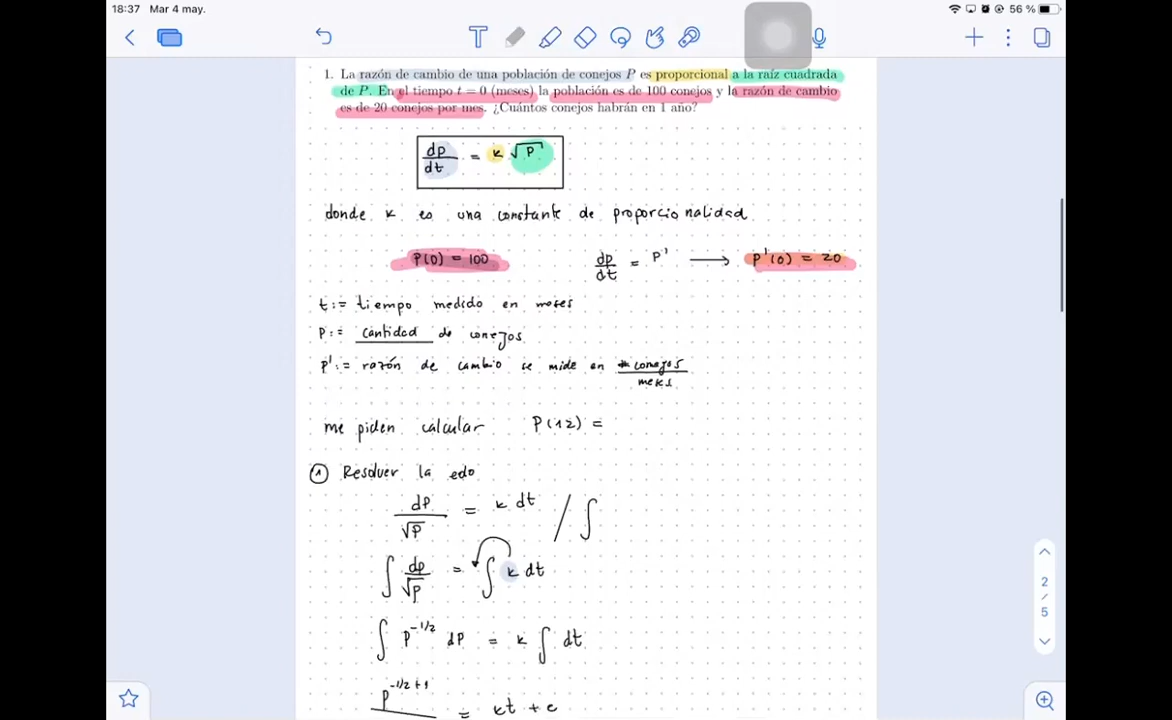 18:37 Mar 4 may.
56 %
1. La razón de cambio de una población de conejos P es proporcional a la raíz cuadrada
de P. En el tiempo t = 0 (meses) la población es de 100 conejos y la razón de cambio
es de 20 conejos por mes. ¿Cuántos conejos habrán en 1 año?
dp/dt = k √P
donde k es una constante de proporcionalidad
P(0) = 100 dp/dt = P' → P'(0) = 20
t := tiempo medido en meses
P := cantidad de conejos
P' := razón de cambio se mide en # conejos/meses
me piden calcular P(12) =
① Resolver la edo
dP/√P = k dt / ∫
∫ dp/√P = ∫ k dt
∫ P^-1/2 dP = k ∫ dt
P^-1/2+1 = kt + c
2
/
5